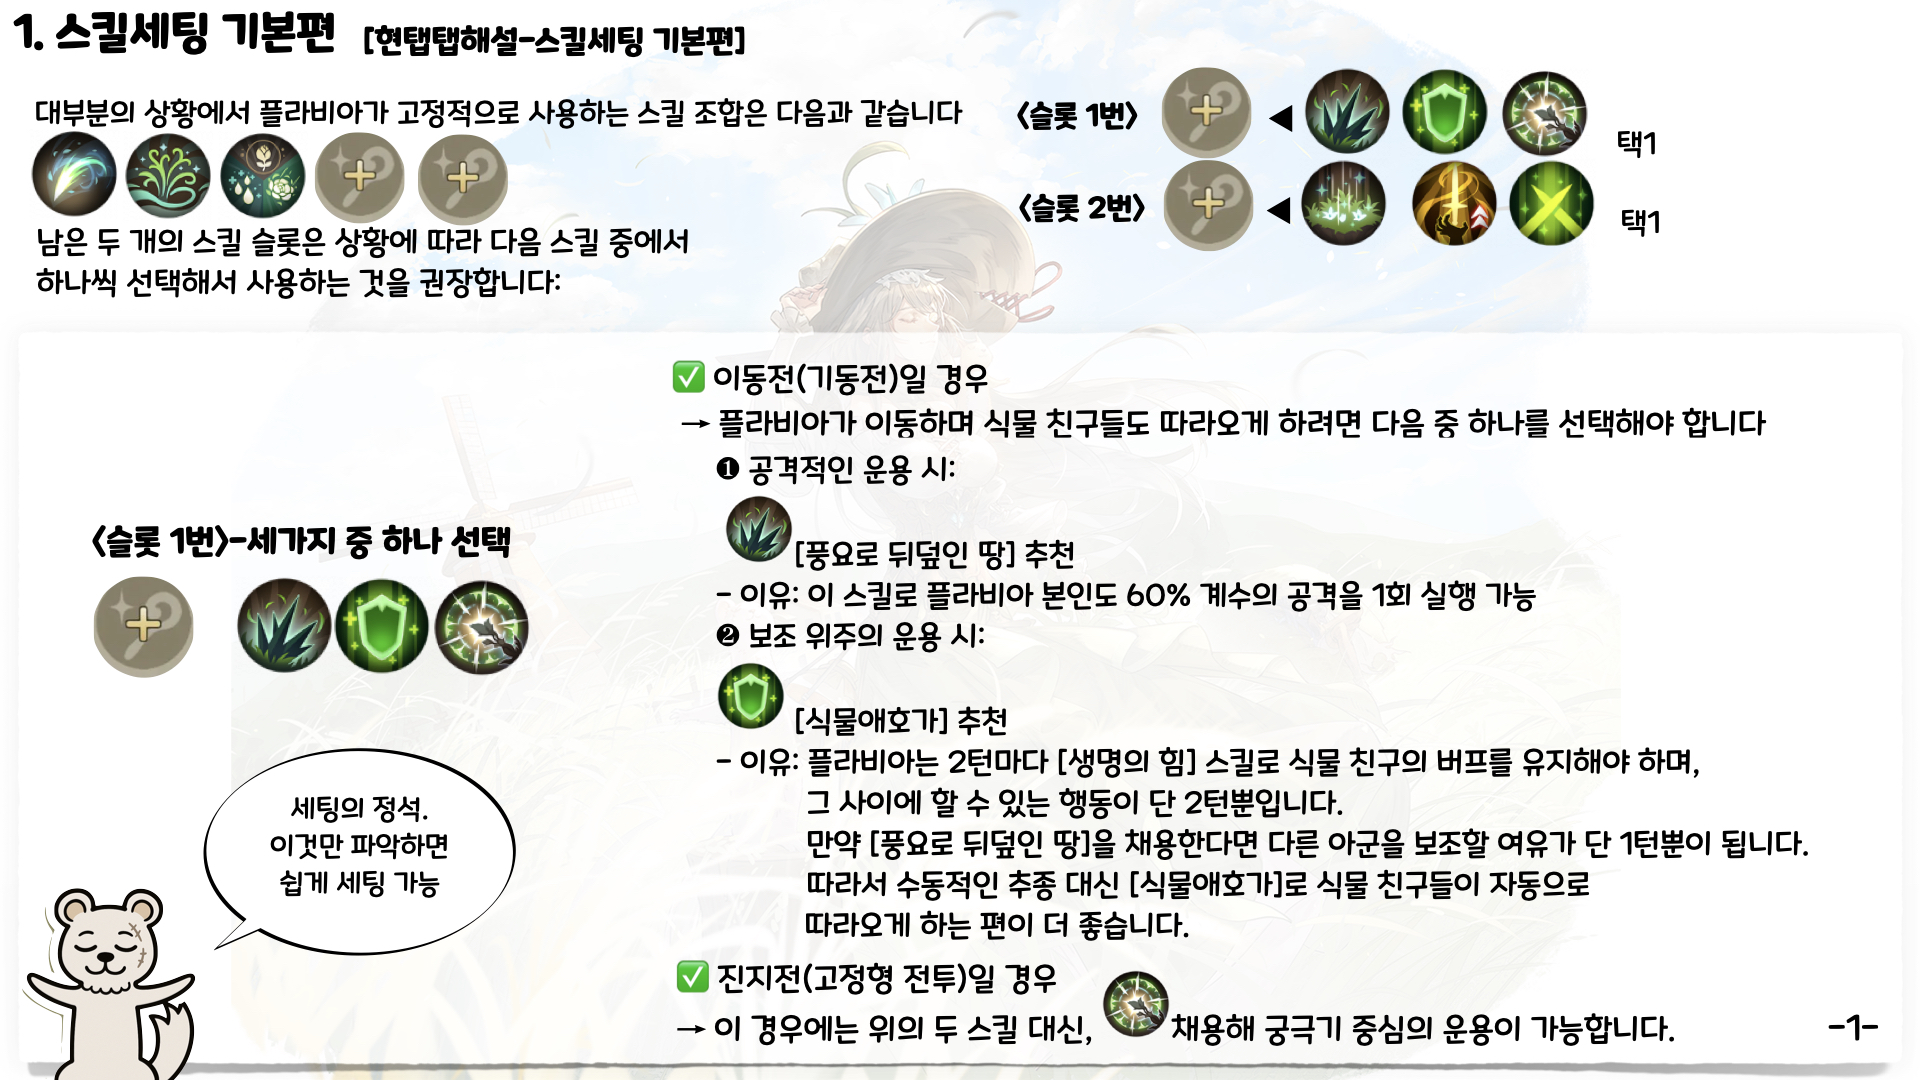 1. 스킬세팅 기본편 [현탭탭해설-스킬세팅 기본편]
대부분의 상황에서 플라비아가 고정적으로 사용하는 스킬 조합은 다음과 같습니다
남은 두 개의 스킬 슬롯은 상황에 따라 다음 스킬 중에서
하나씩 선택해서 사용하는 것을 권장합니다:
<슬롯 1번> 택1
<슬롯 2번> 택1
<슬롯 1번>-세가지 중 하나 선택
세팅의 정석.
이것만 파악하면
쉽게 세팅 가능
✅ 이동전(기동전)일 경우
→ 플라비아가 이동하며 식물 친구들도 따라오게 하려면 다음 중 하나를 선택해야 합니다
❶ 공격적인 운용 시:
[풍요로 뒤덮인 땅] 추천
- 이유: 이 스킬로 플라비아 본인도 60% 계수의 공격을 1회 실행 가능
❷ 보조 위주의 운용 시:
[식물애호가] 추천
- 이유: 플라비아는 2턴마다 [생명의 힘] 스킬로 식물 친구의 버프를 유지해야 하며,
그 사이에 할 수 있는 행동이 단 2턴뿐입니다.
만약 [풍요로 뒤덮인 땅]을 채용한다면 다른 아군을 보조할 여유가 단 1턴뿐이 됩니다.
따라서 수동적인 추종 대신 [식물애호가]로 식물 친구들이 자동으로
따라오게 하는 편이 더 좋습니다.
✅ 진지전(고정형 전투)일 경우
→ 이 경우에는 위의 두 스킬 대신, 채용해 궁극기 중심의 운용이 가능합니다.
-1-